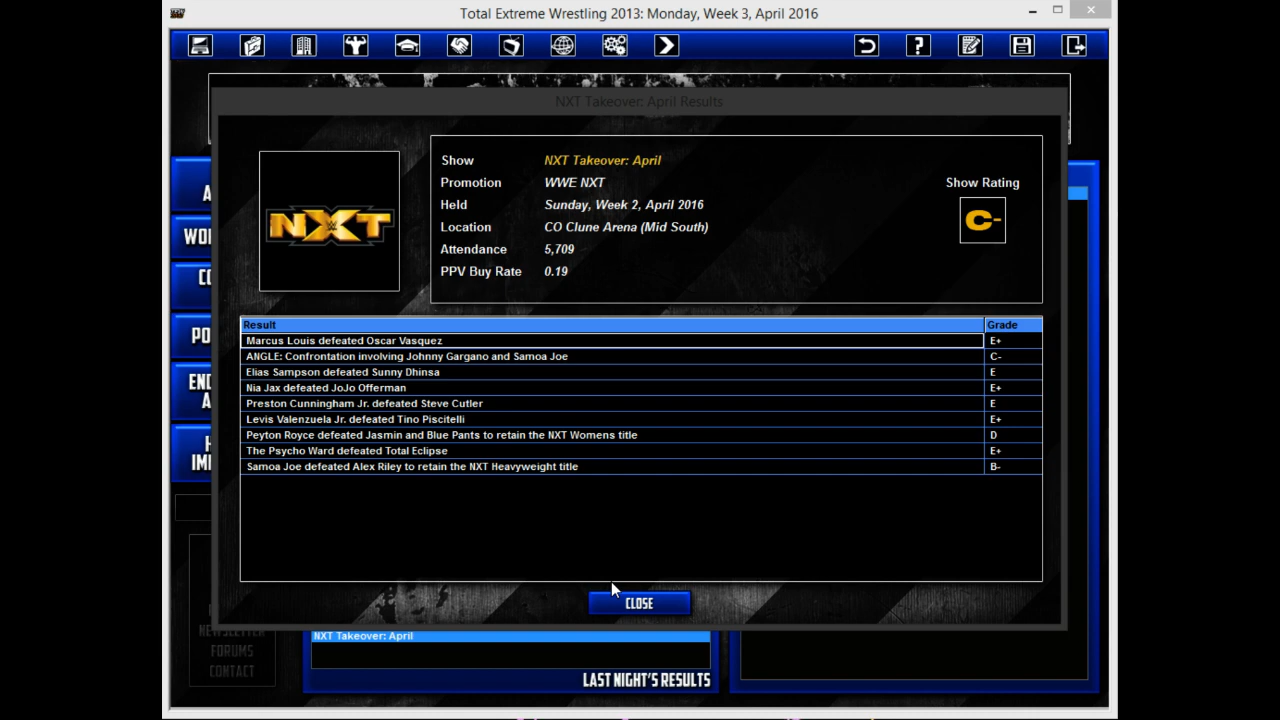 Total Extreme Wrestling 2013: Monday, Week 3, April 2016
NXT Takeover: April Results
Show NXT Takeover: April
Promotion WWE NXT
Held Sunday, Week 2, April 2016
Location CO Clune Arena (Mid South)
Attendance 5,709
PPV Buy Rate 0.19
Show Rating
C-
NXT
Result Grade
Marcus Louis defeated Oscar Vasquez E+
ANGLE: Confrontation involving Johnny Gargano and Samoa Joe C-
Elias Sampson defeated Sunny Dhinsa E
Nia Jax defeated JoJo Offerman E+
Preston Cunningham Jr. defeated Steve Cutler E
Levis Valenzuela Jr. defeated Tino Piscitelli E+
Peyton Royce defeated Jasmin and Blue Pants to retain the NXT Womens title D
The Psycho Ward defeated Total Eclipse E+
Samoa Joe defeated Alex Riley to retain the NXT Heavyweight title B-
CLOSE
NEWSLETTER
FORUMS
CONTACT
NXT Takeover: April
LAST NIGHT'S RESULTS